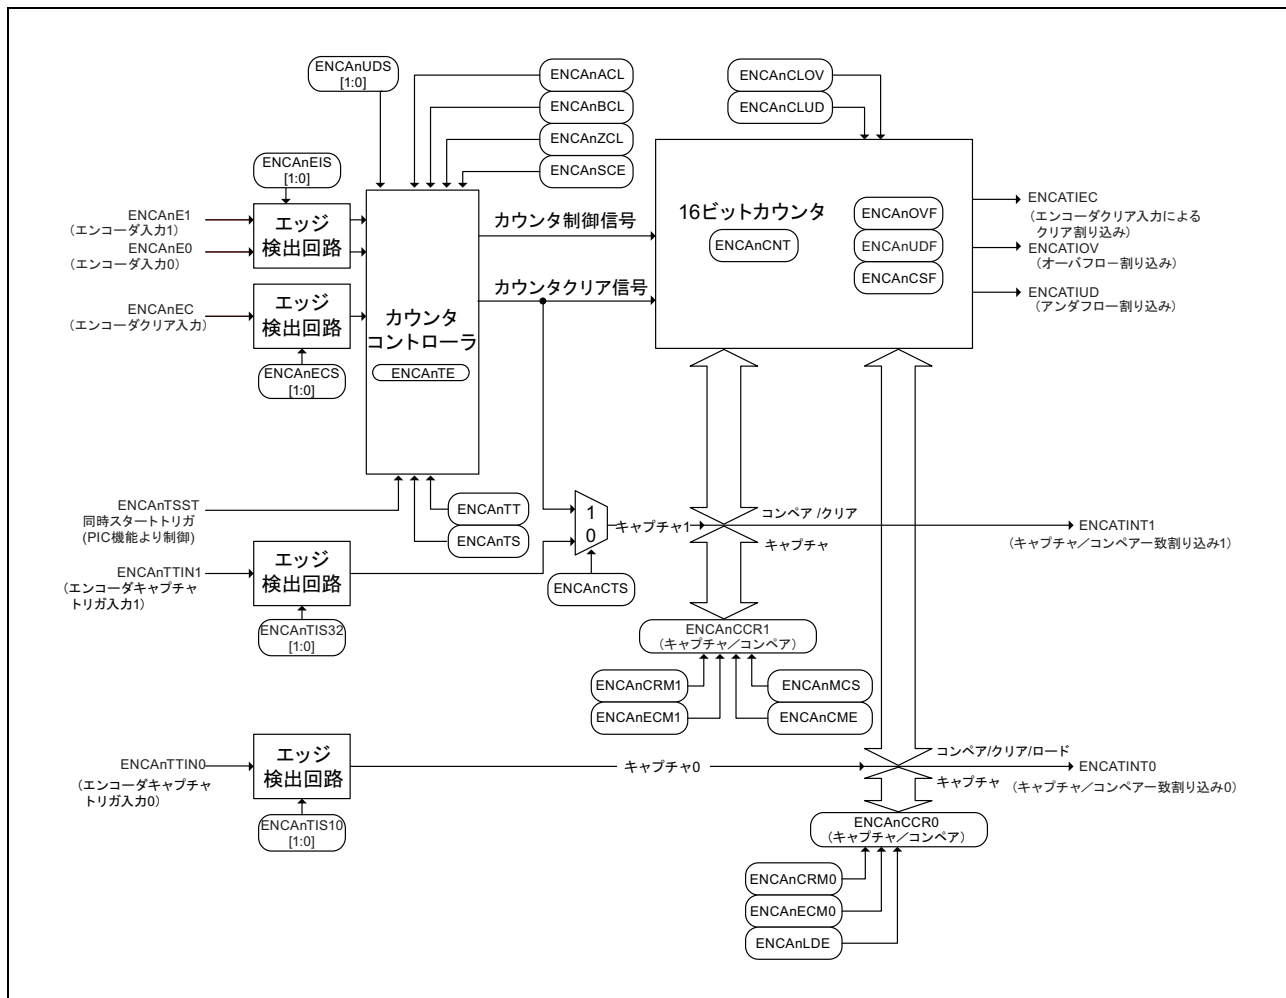 ENCAnUDS
[1:0]
ENCAnACL
ENCAnBCL
ENCAnZCL
ENCAnSCE
ENCAnCLOV
ENCAnCLUD
ENCAnEIS
[1:0]
ENCAnE1
(エンコーダ入力1)
ENCAnE0
(エンコーダ入力0)
エッジ
検出回路
ENCAnEC
(エンコーダクリア入力)
エッジ
検出回路
ENCAnECS
[1:0]
カウンタ
コントローラ
ENCAnTE
カウンタ制御信号
カウンタクリア信号
16ビットカウンタ
ENCAnCNT
ENCAnOVF
ENCAnUDF
ENCAnCSF
ENCATIEC
(エンコーダクリア入力による
クリア割り込み)
ENCATIOV
(オーバフロー割り込み)
ENCATIUD
(アンダフロー割り込み)
ENCAnTSST
同時スタートトリガ
(PIC機能より制御)
ENCAnTT
ENCAnTS
1
0
ENCAnCTS
キャプチャ1
コンペア /クリア
キャプチャ
ENCATINT1
(キャプチャ/コンペア一致割り込み1)
ENCAnTTIN1
(エンコーダキャプチャ
トリガ入力1)
エッジ
検出回路
ENCAnTIS32
[1:0]
ENCAnCCR1
(キャプチャ/コンペア)
ENCAnCRM1
ENCAnECM1
ENCAnMCS
ENCAnCME
ENCAnTTIN0
(エンコーダキャプチャ
トリガ入力0)
エッジ
検出回路
ENCAnTIS10
[1:0]
キャプチャ0
コンペア/クリア/ロード
キャプチャ
ENCATINT0
(キャプチャ/コンペア一致割り込み0)
ENCAnCCR0
(キャプチャ/コンペア)
ENCAnCRM0
ENCAnECM0
ENCAnLDE